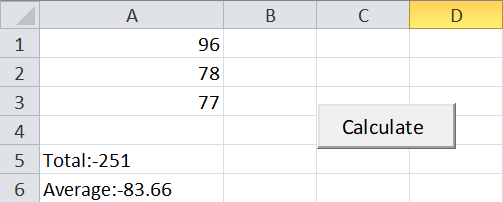 A B C D
1 96
2 78
3 77
Calculate
4
5 Total:-251
6 Average:-83.66